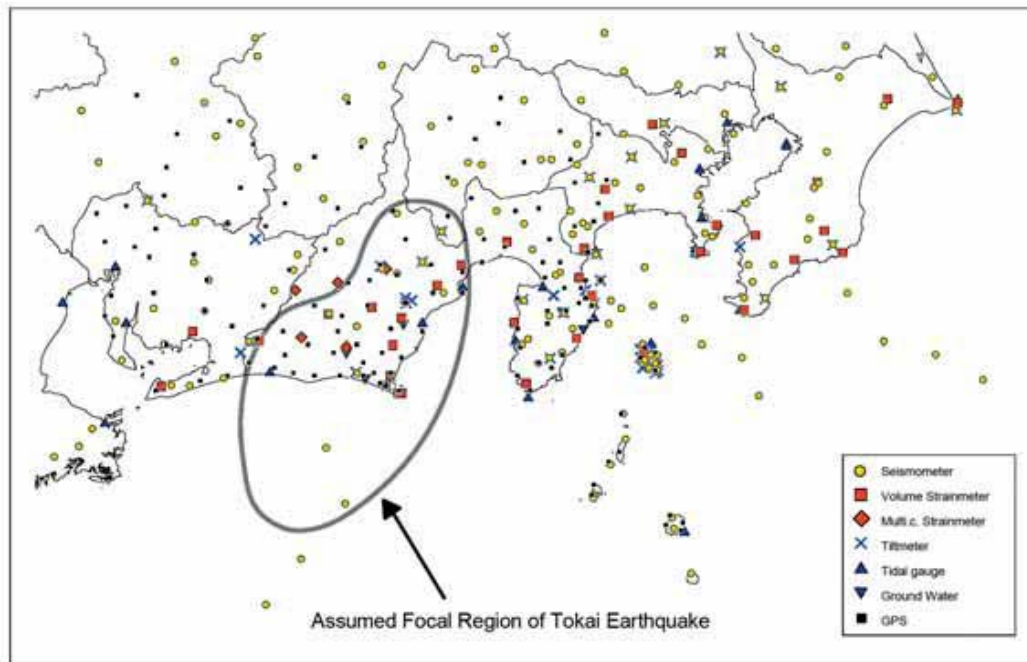 Seismometer
Volume Strainmeter
Multi.c. Strainmeter
Tiltmeter
Tidal gauge
Ground Water
GPS
Assumed Focal Region of Tokai Earthquake